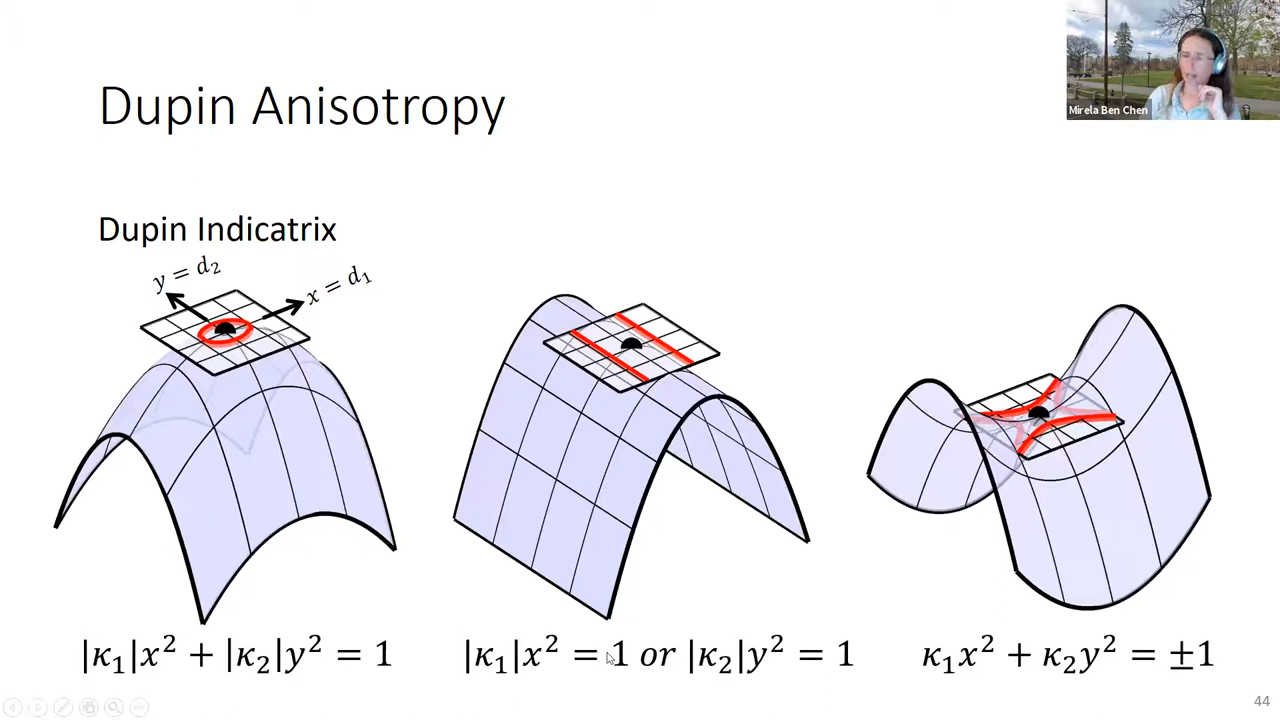 Mirela Ben Chen
Dupin Anisotropy
Dupin Indicatrix
y = d₂
x = d₁
|κ₁|x² + |κ₂|y² = 1
|κ₁|x² = 1 or |κ₂|y² = 1
κ₁x² + κ₂y² = ±1
44